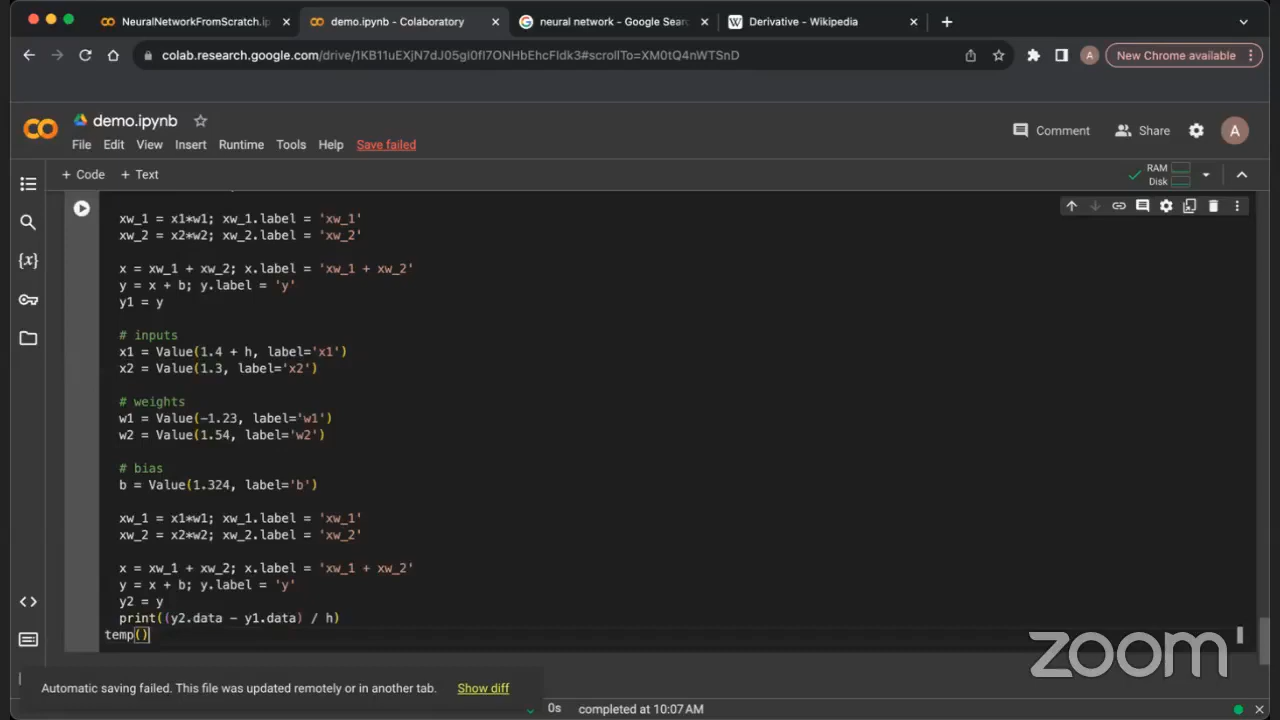 NeuralNetworkFromScratch.ip
demo.ipynb - Colaboratory
neural network - Google Sear
Derivative - Wikipedia
colab.research.google.com/drive/1KB11uEXjN7dJ05gI0fI7ONHbEhcFIdk3#scrollTo=XM0tQ4nWTSnD
A
New Chrome available
demo.ipynb
Comment
Share
A
File Edit View Insert Runtime Tools Help Save failed
+ Code + Text
RAM
Disk
xw_1 = x1*w1; xw_1.label = 'xw_1'
xw_2 = x2*w2; xw_2.label = 'xw_2'
x = xw_1 + xw_2; x.label = 'xw_1 + xw_2'
y = x + b; y.label = 'y'
y1 = y
# inputs
x1 = Value(1.4 + h, label='x1')
x2 = Value(1.3, label='x2')
# weights
w1 = Value(-1.23, label='w1')
w2 = Value(1.54, label='w2')
# bias
b = Value(1.324, label='b')
xw_1 = x1*w1; xw_1.label = 'xw_1'
xw_2 = x2*w2; xw_2.label = 'xw_2'
x = xw_1 + xw_2; x.label = 'xw_1 + xw_2'
y = x + b; y.label = 'y'
y2 = y
print((y2.data - y1.data) / h)
temp()
zoom
Automatic saving failed. This file was updated remotely or in another tab. Show diff
0s completed at 10:07 AM